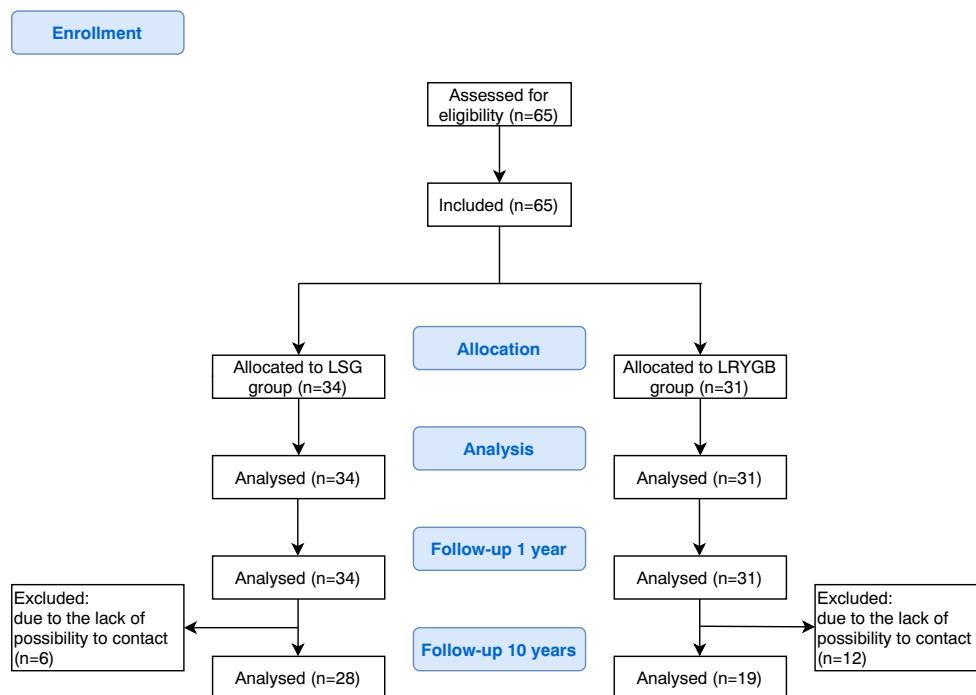 Enrollment
Assessed for
eligibility (n=65)
Included (n=65)
Allocation
Allocated to LSG
group (n=34)
Allocated to LRYGB
group (n=31)
Analysis
Analysed (n=34)
Analysed (n=31)
Follow-up 1 year
Analysed (n=34)
Analysed (n=31)
Excluded:
due to the lack of
possibility to contact
(n=6)
Excluded:
due to the lack of
possibility to contact
(n=12)
Follow-up 10 years
Analysed (n=28)
Analysed (n=19)